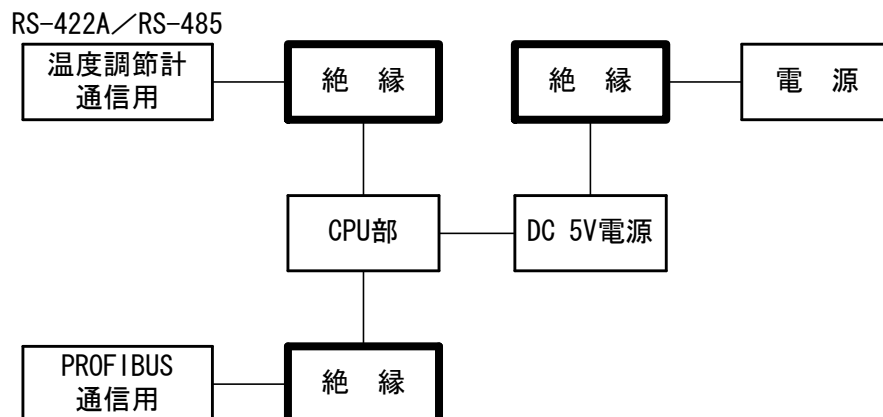 RS-422A／RS-485
温度調節計
通信用
絶　縁
絶　縁
電　源
CPU部
DC 5V電源
PROFIBUS
通信用
絶　縁